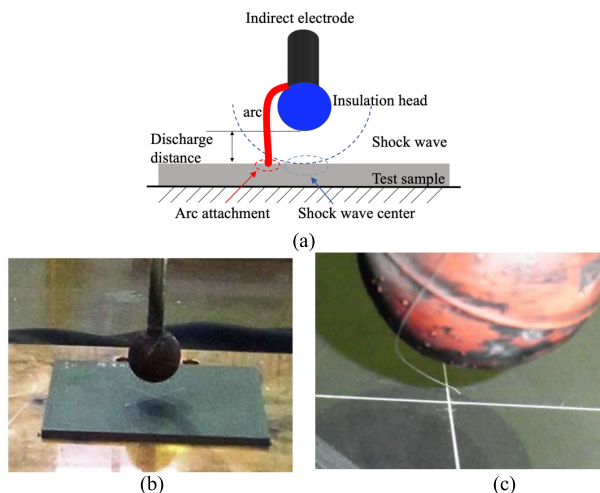 Indirect electrode
arc
Insulation head
Discharge
distance
Shock wave
Test sample
Arc attachment
Shock wave center
(a)
(b)
(c)